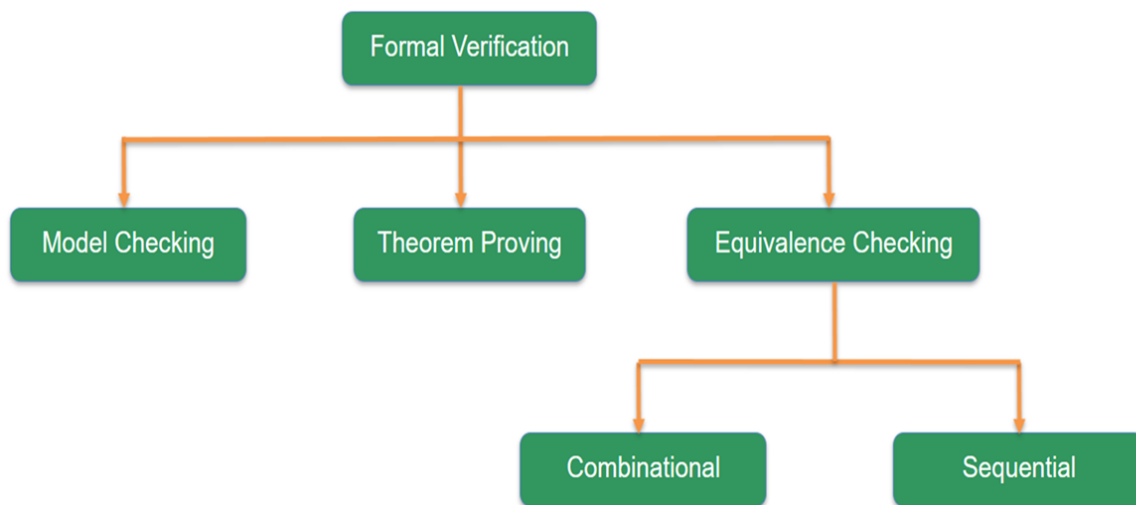 Formal Verification
Model Checking
Theorem Proving
Equivalence Checking
Combinational
Sequential